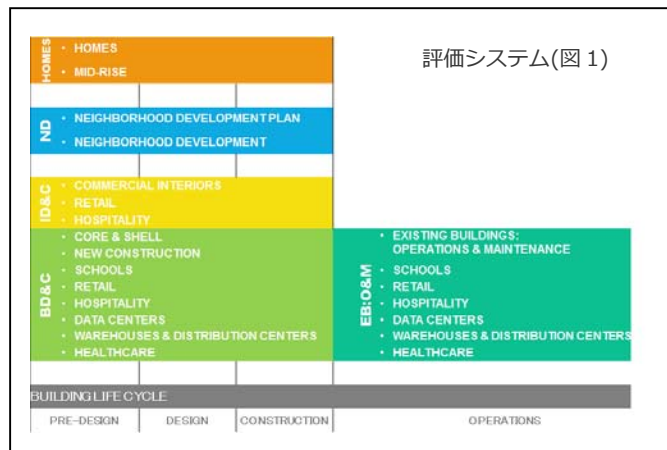 評価システム(図１)
HOMES
• HOMES
• MID-RISE
ND
• NEIGHBORHOOD DEVELOPMENT PLAN
• NEIGHBORHOOD DEVELOPMENT
ID&C
• COMMERCIAL INTERIORS
• RETAIL
• HOSPITALITY
BD&C
• CORE & SHELL
• NEW CONSTRUCTION
• SCHOOLS
• RETAIL
• HOSPITALITY
• DATA CENTERS
• WAREHOUSES & DISTRIBUTION CENTERS
• HEALTHCARE
EB:O&M
• EXISTING BUILDINGS:
OPERATIONS & MAINTENANCE
• SCHOOLS
• RETAIL
• HOSPITALITY
• DATA CENTERS
• WAREHOUSES & DISTRIBUTION CENTERS
• HEALTHCARE
BUILDING LIFE CYCLE
PRE-DESIGN
DESIGN
CONSTRUCTION
OPERATIONS